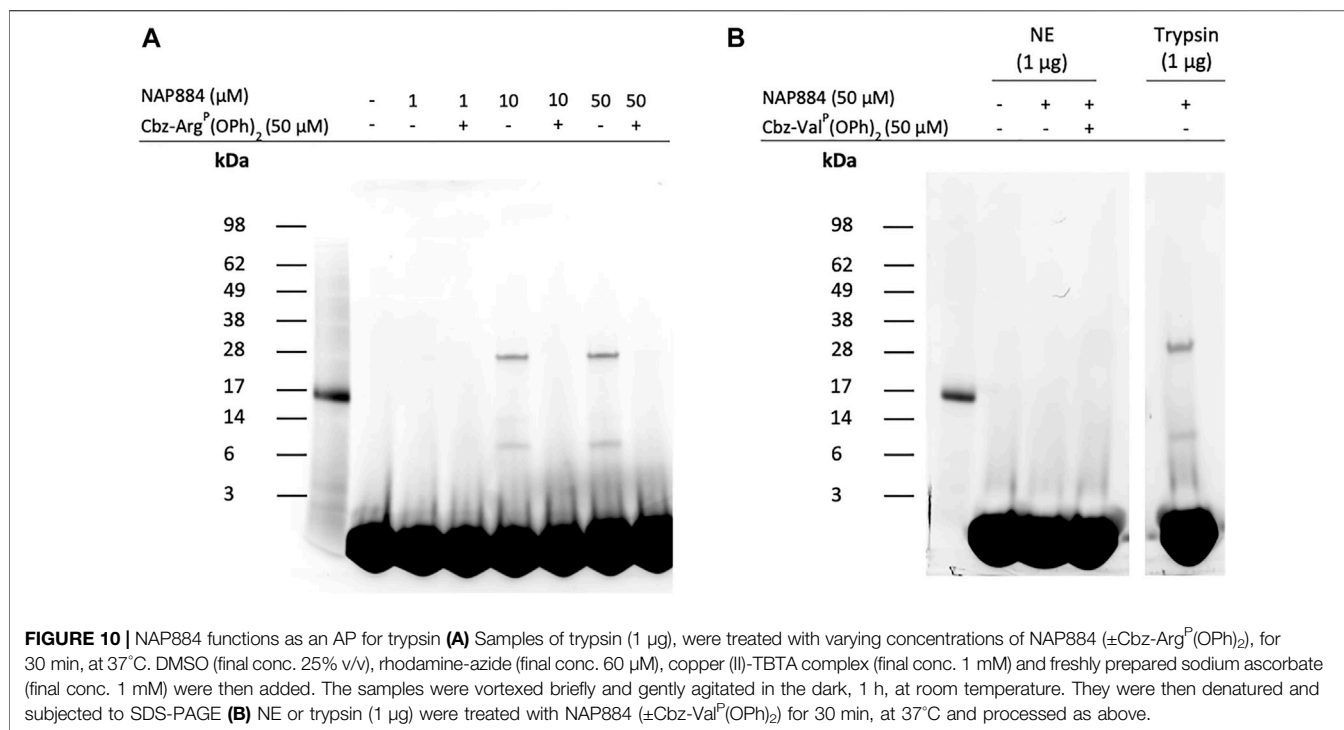 A
NAP884 (µM) - 1 1 10 10 50 50
Cbz-Arg^P(OPh)₂ (50 µM) - - + - + - +
kDa
98
62
49
38
28
17
14
6
3
B
NE Trypsin
(1 µg) (1 µg)
NAP884 (50 µM) - + + +
Cbz-Val^P(OPh)₂ (50 µM) - - + -
kDa
98
62
49
38
28
17
14
6
3
FIGURE 10 | NAP884 functions as an AP for trypsin (A) Samples of trypsin (1 µg), were treated with varying concentrations of NAP884 (±Cbz-Arg^P(OPh)₂), for
30 min, at 37°C. DMSO (final conc. 25% v/v), rhodamine-azide (final conc. 60 µM), copper (II)-TBTA complex (final conc. 1 mM) and freshly prepared sodium ascorbate
(final conc. 1 mM) were then added. The samples were vortexed briefly and gently agitated in the dark, 1 h, at room temperature. They were then denatured and
subjected to SDS-PAGE (B) NE or trypsin (1 µg) were treated with NAP884 (±Cbz-Val^P(OPh)₂) for 30 min, at 37°C and processed as above.